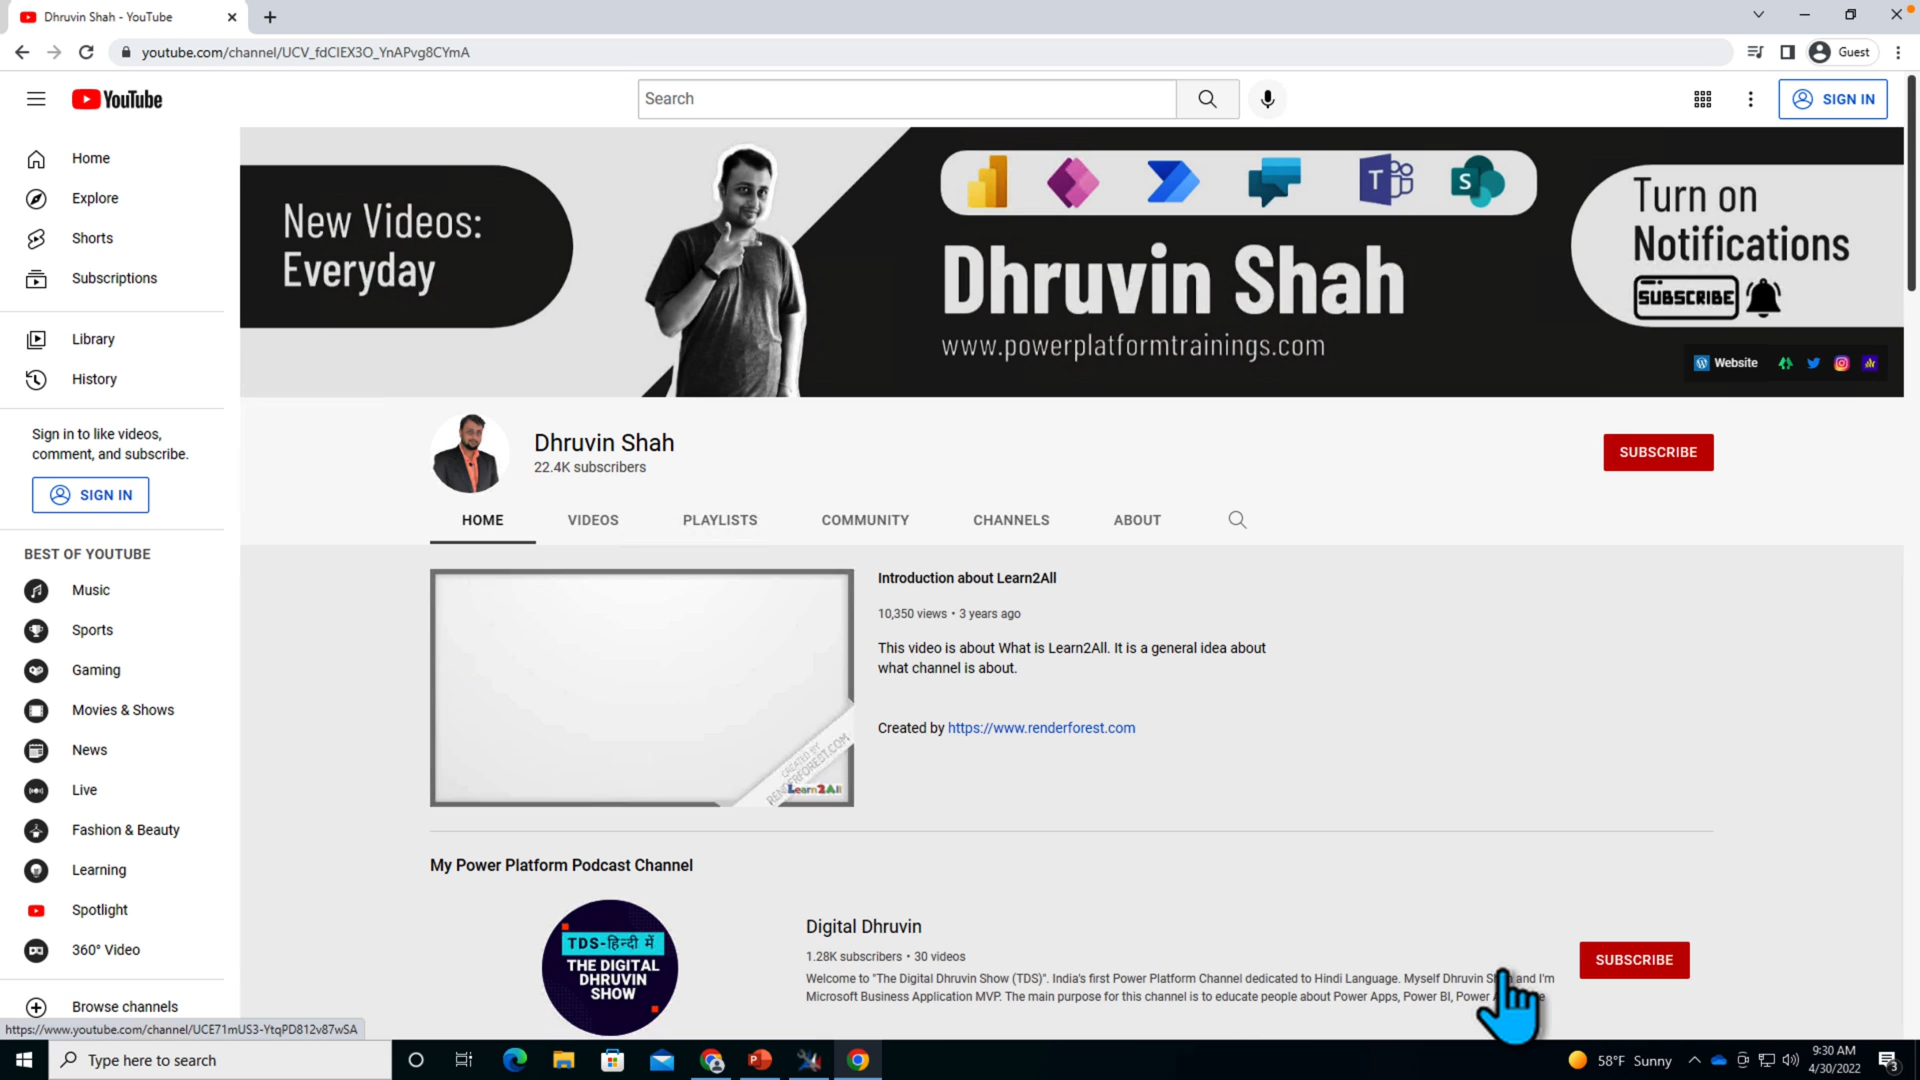 Dhruvin Shah - YouTube
youtube.com/channel/UCV_fdCIEX3O_YnAPvg8CYmA
Guest
YouTube
Search
SIGN IN
Home
Explore
Shorts
Subscriptions
Library
History
Sign in to like videos,
comment, and subscribe.
SIGN IN
BEST OF YOUTUBE
Music
Sports
Gaming
Movies & Shows
News
Live
Fashion & Beauty
Learning
Spotlight
360° Video
Browse channels
New Videos:
Everyday
T
S
Dhruvin Shah
www.powerplatformtrainings.com
Turn on
Notifications
SUBSCRIBE
Website
Dhruvin Shah
22.4K subscribers
SUBSCRIBE
HOME
VIDEOS
PLAYLISTS
COMMUNITY
CHANNELS
ABOUT
CREATED BY
RENDERFOREST.COM
Learn2All
Introduction about Learn2All
10,350 views • 3 years ago
This video is about What is Learn2All. It is a general idea about
what channel is about.
Created by https://www.renderforest.com
My Power Platform Podcast Channel
TDS-हिन्दी में
THE DIGITAL
DHRUVIN
SHOW
Digital Dhruvin
1.28K subscribers • 30 videos
Welcome to "The Digital Dhruvin Show (TDS)". India's first Power Platform Channel dedicated to Hindi Language. Myself Dhruvin and I'm
Microsoft Business Application MVP. The main purpose for this channel is to educate people about Power Apps, Power BI, Power
SUBSCRIBE
https://www.youtube.com/channel/UCE71mUS3-YtqPD812v87wSA
Type here to search
58°F Sunny
9:30 AM
4/30/2022
3